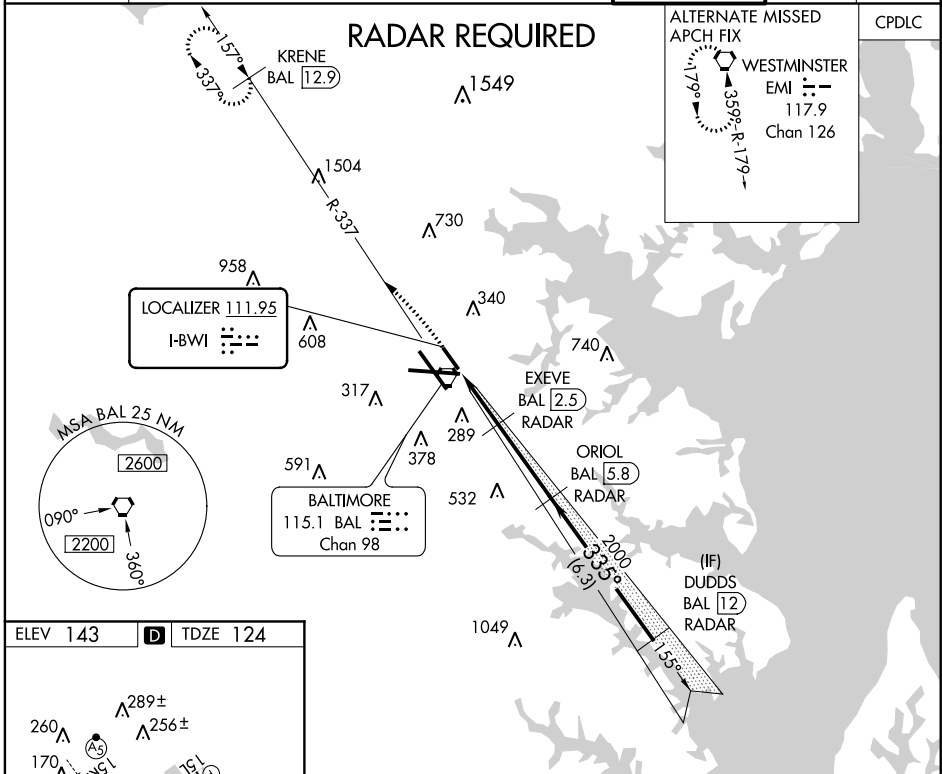 RADAR REQUIRED
CPDLC
ALTERNATE MISSED
APCH FIX
WESTMINSTER
EMI
117.9
Chan 126
179°
359°
R-179
157°
337°
KRENE
BAL 12.9
1549
1504
R-337
730
958
LOCALIZER 111.95
I-BWI
608
340
740
317
EXEVE
BAL 2.5
RADAR
289
378
591
ORIOL
BAL 5.8
RADAR
532
BALTIMORE
115.1 BAL
Chan 98
MSA BAL 25 NM
2600
090°
2200
360°
2000
335°
(6.3)
(IF)
DUDDS
BAL 12
RADAR
1049
155°
ELEV 143
D
TDZE 124
289±
260
256±
A5
170
15R
15L